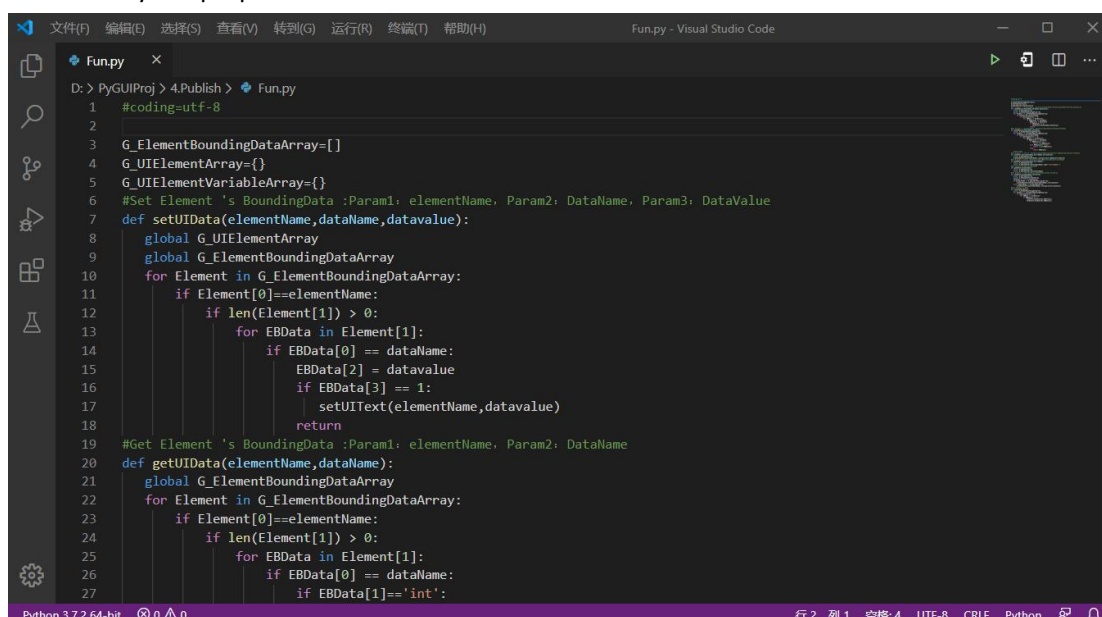 文件(F) 编辑(E) 选择(S) 查看(V) 转到(G) 运行(R) 终端(T) 帮助(H) Fun.py - Visual Studio Code
Fun.py
D: > PyGUIProj > 4.Publish > Fun.py
1 #coding=utf-8
2
3 G_ElementBoundingDataArray=[]
4 G_UIElementArray={}
5 G_UIElementVariableArray={}
6 #Set Element 's BoundingData :Param1：elementName，Param2：DataName，Param3：DataValue
7 def setUIData(elementName,dataName,datavalue):
8 global G_UIElementArray
9 global G_ElementBoundingDataArray
10 for Element in G_ElementBoundingDataArray:
11 if Element[0]==elementName:
12 if len(Element[1]) > 0:
13 for EBData in Element[1]:
14 if EBData[0] == dataName:
15 EBData[2] = datavalue
16 if EBData[3] == 1:
17 setUIText(elementName,datavalue)
18 return
19 #Get Element 's BoundingData :Param1：elementName，Param2：DataName
20 def getUIData(elementName,dataName):
21 global G_ElementBoundingDataArray
22 for Element in G_ElementBoundingDataArray:
23 if Element[0]==elementName:
24 if len(Element[1]) > 0:
25 for EBData in Element[1]:
26 if EBData[0] == dataName:
27 if EBData[1]=='int':
Python 3.7.2 64-bit 0 0 行 2, 列 1 空格: 4 UTF-8 CRLF Python